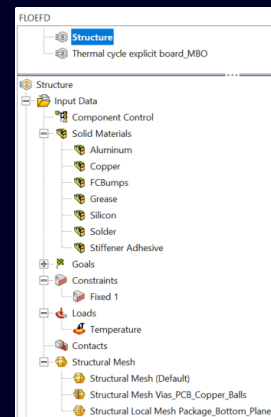 FLOEFD
Structure
Thermal cycle explicit board_MBO
Structure
Input Data
Component Control
Solid Materials
Aluminum
Copper
FCBumps
Grease
Silicon
Solder
Stiffener Adhesive
Goals
Constraints
Fixed 1
Loads
Temperature
Contacts
Structural Mesh
Structural Mesh (Default)
Structural Mesh Vias_PCB_Copper_Balls
Structural Local Mesh Package_Bottom_Plane